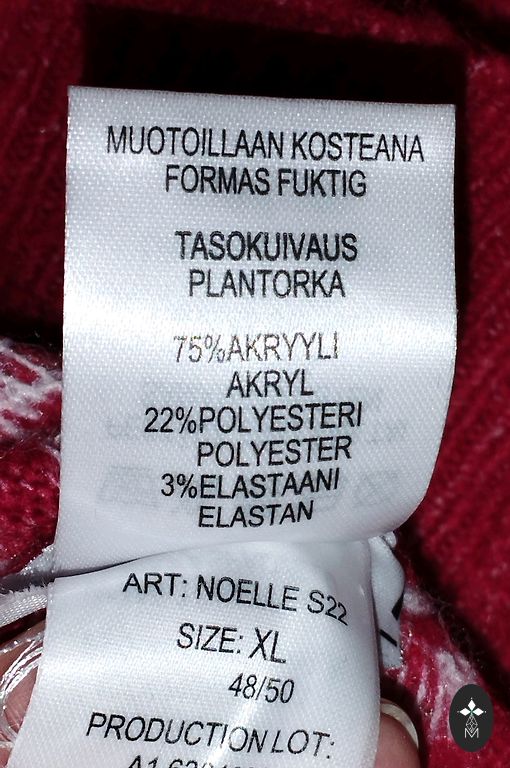 MUOTOILLAAN KOSTEANA
FORMAS FUKTIG
TASOKUIVAUS
PLANTORKA
75%AKRYYLI
AKRYL
22%POLYESTERI
POLYESTER
3%ELASTAANI
ELASTAN
ART: NOELLE S22
SIZE: XL
48/50
PRODUCTION LOT: